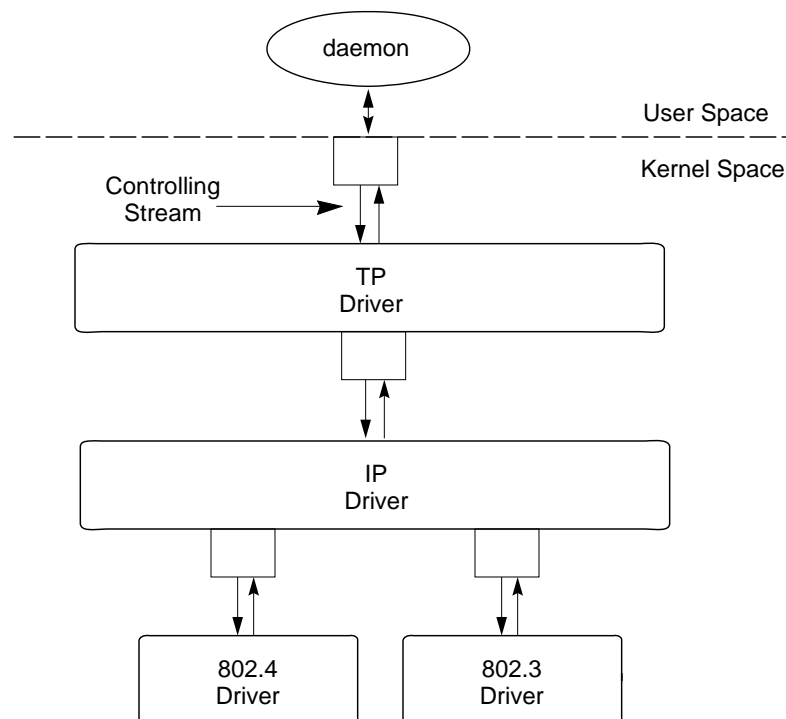 daemon
User Space
Kernel Space
Controlling
Stream
TP
Driver
IP
Driver
802.4
Driver
802.3
Driver